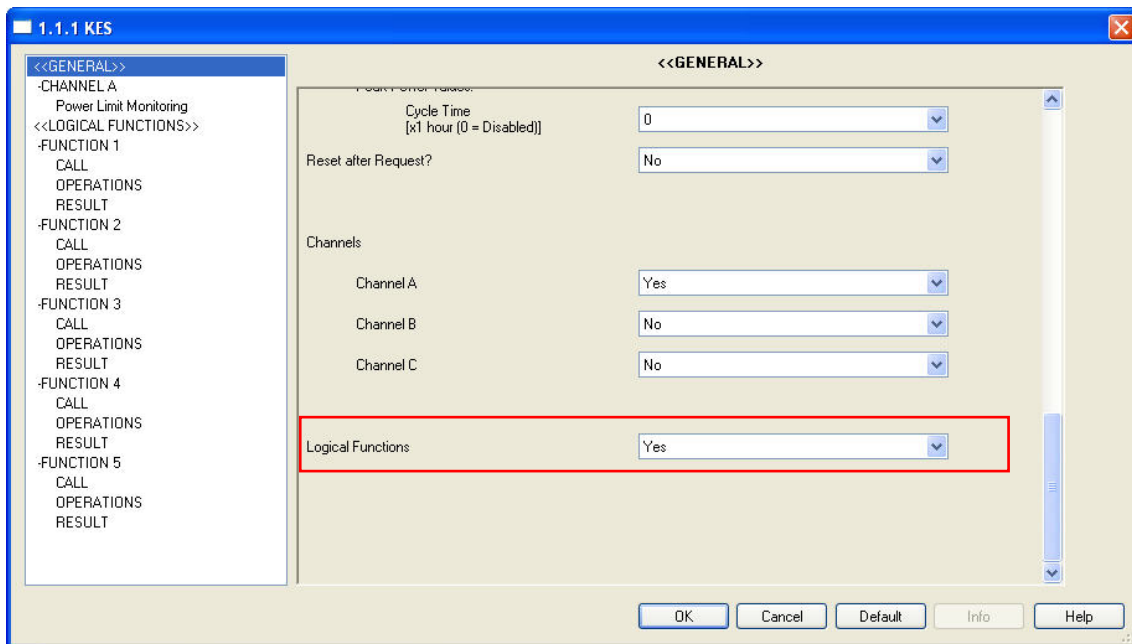 1.1.1 KES
<<GENERAL>>
-CHANNEL A
Power Limit Monitoring
<<LOGICAL FUNCTIONS>>
-FUNCTION 1
CALL
OPERATIONS
RESULT
-FUNCTION 2
CALL
OPERATIONS
RESULT
-FUNCTION 3
CALL
OPERATIONS
RESULT
-FUNCTION 4
CALL
OPERATIONS
RESULT
-FUNCTION 5
CALL
OPERATIONS
RESULT
<<GENERAL>>
Cycle Time
[x1 hour (0 = Disabled)] 0
Reset after Request? No
Channels
Channel A Yes
Channel B No
Channel C No
Logical Functions Yes
OK Cancel Default Info Help